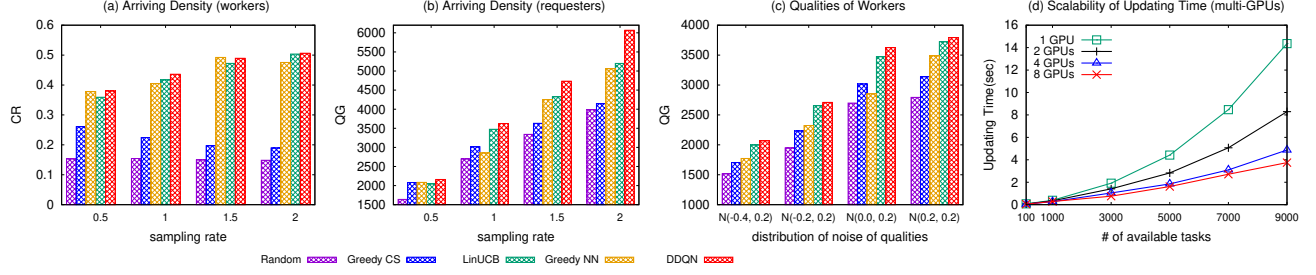 (a) Arriving Density (workers)
CR
0.6
0.5
0.4
0.3
0.2
0.1
0
0.5 1 1.5 2
sampling rate
(b) Arriving Density (requesters)
QG
6000
5500
5000
4500
4000
3500
3000
2500
2000
1500
0.5 1 1.5 2
sampling rate
(c) Qualities of Workers
QG
4000
3500
3000
2500
2000
1500
1000
N(-0.4, 0.2) N(-0.2, 0.2) N(0.0, 0.2) N(0.2, 0.2)
distribution of noise of qualities
(d) Scalability of Updating Time (multi-GPUs)
Updating Time(sec)
16
14
12
10
8
6
4
2
0
1 GPU
2 GPUs
4 GPUs
8 GPUs
100 1000 3000 5000 7000 9000
# of available tasks
Random Greedy CS LinUCB Greedy NN DDQN